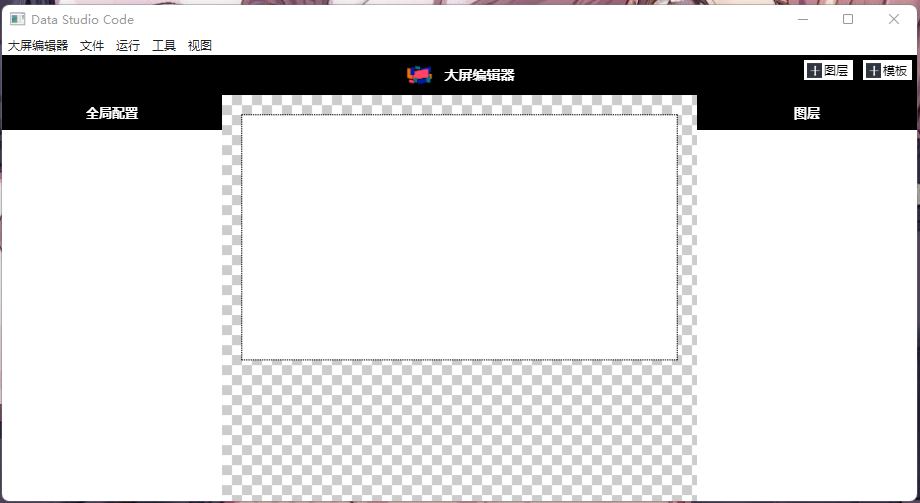 Data Studio Code
大屏编辑器 文件 运行 工具 视图
大屏编辑器 图层 模板
全局配置 图层